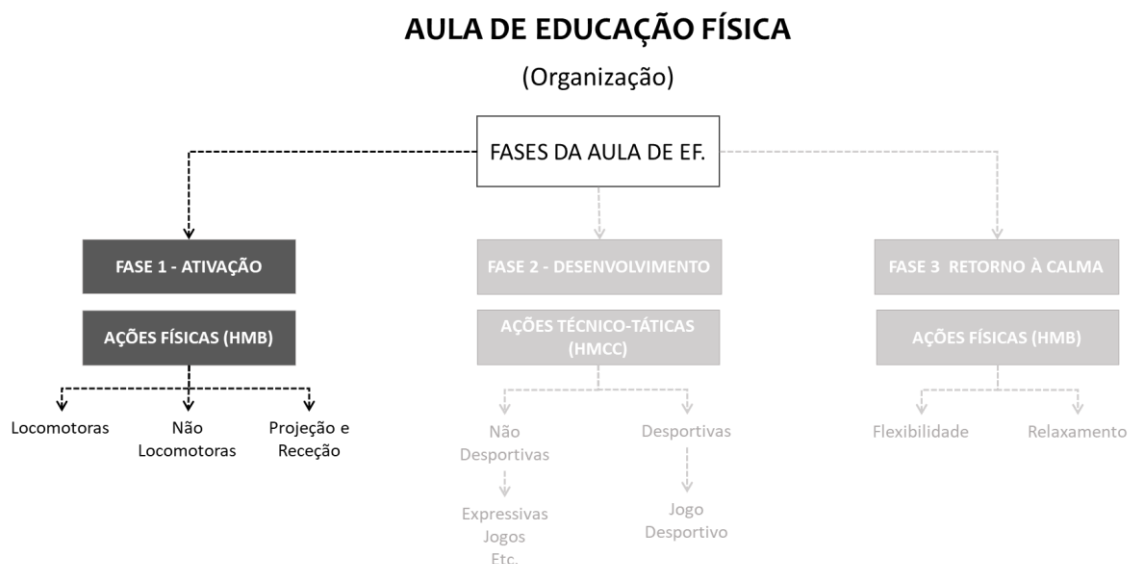 AULA DE EDUCAÇÃO FÍSICA
(Organização)
FASES DA AULA DE EF.
FASE 1 - ATIVAÇÃO
AÇÕES FÍSICAS (HMB)
Locomotoras
Não
Locomotoras
Projeção e
Receção
FASE 2 - DESENVOLVIMENTO
AÇÕES TÉCNICO-TÁTICAS
(HMCC)
Não
Desportivas
Expressivas
Jogos
Etc.
Desportivas
Jogo
Desportivo
FASE 3 RETORNO À CALMA
AÇÕES FÍSICAS (HMB)
Flexibilidade
Relaxamento